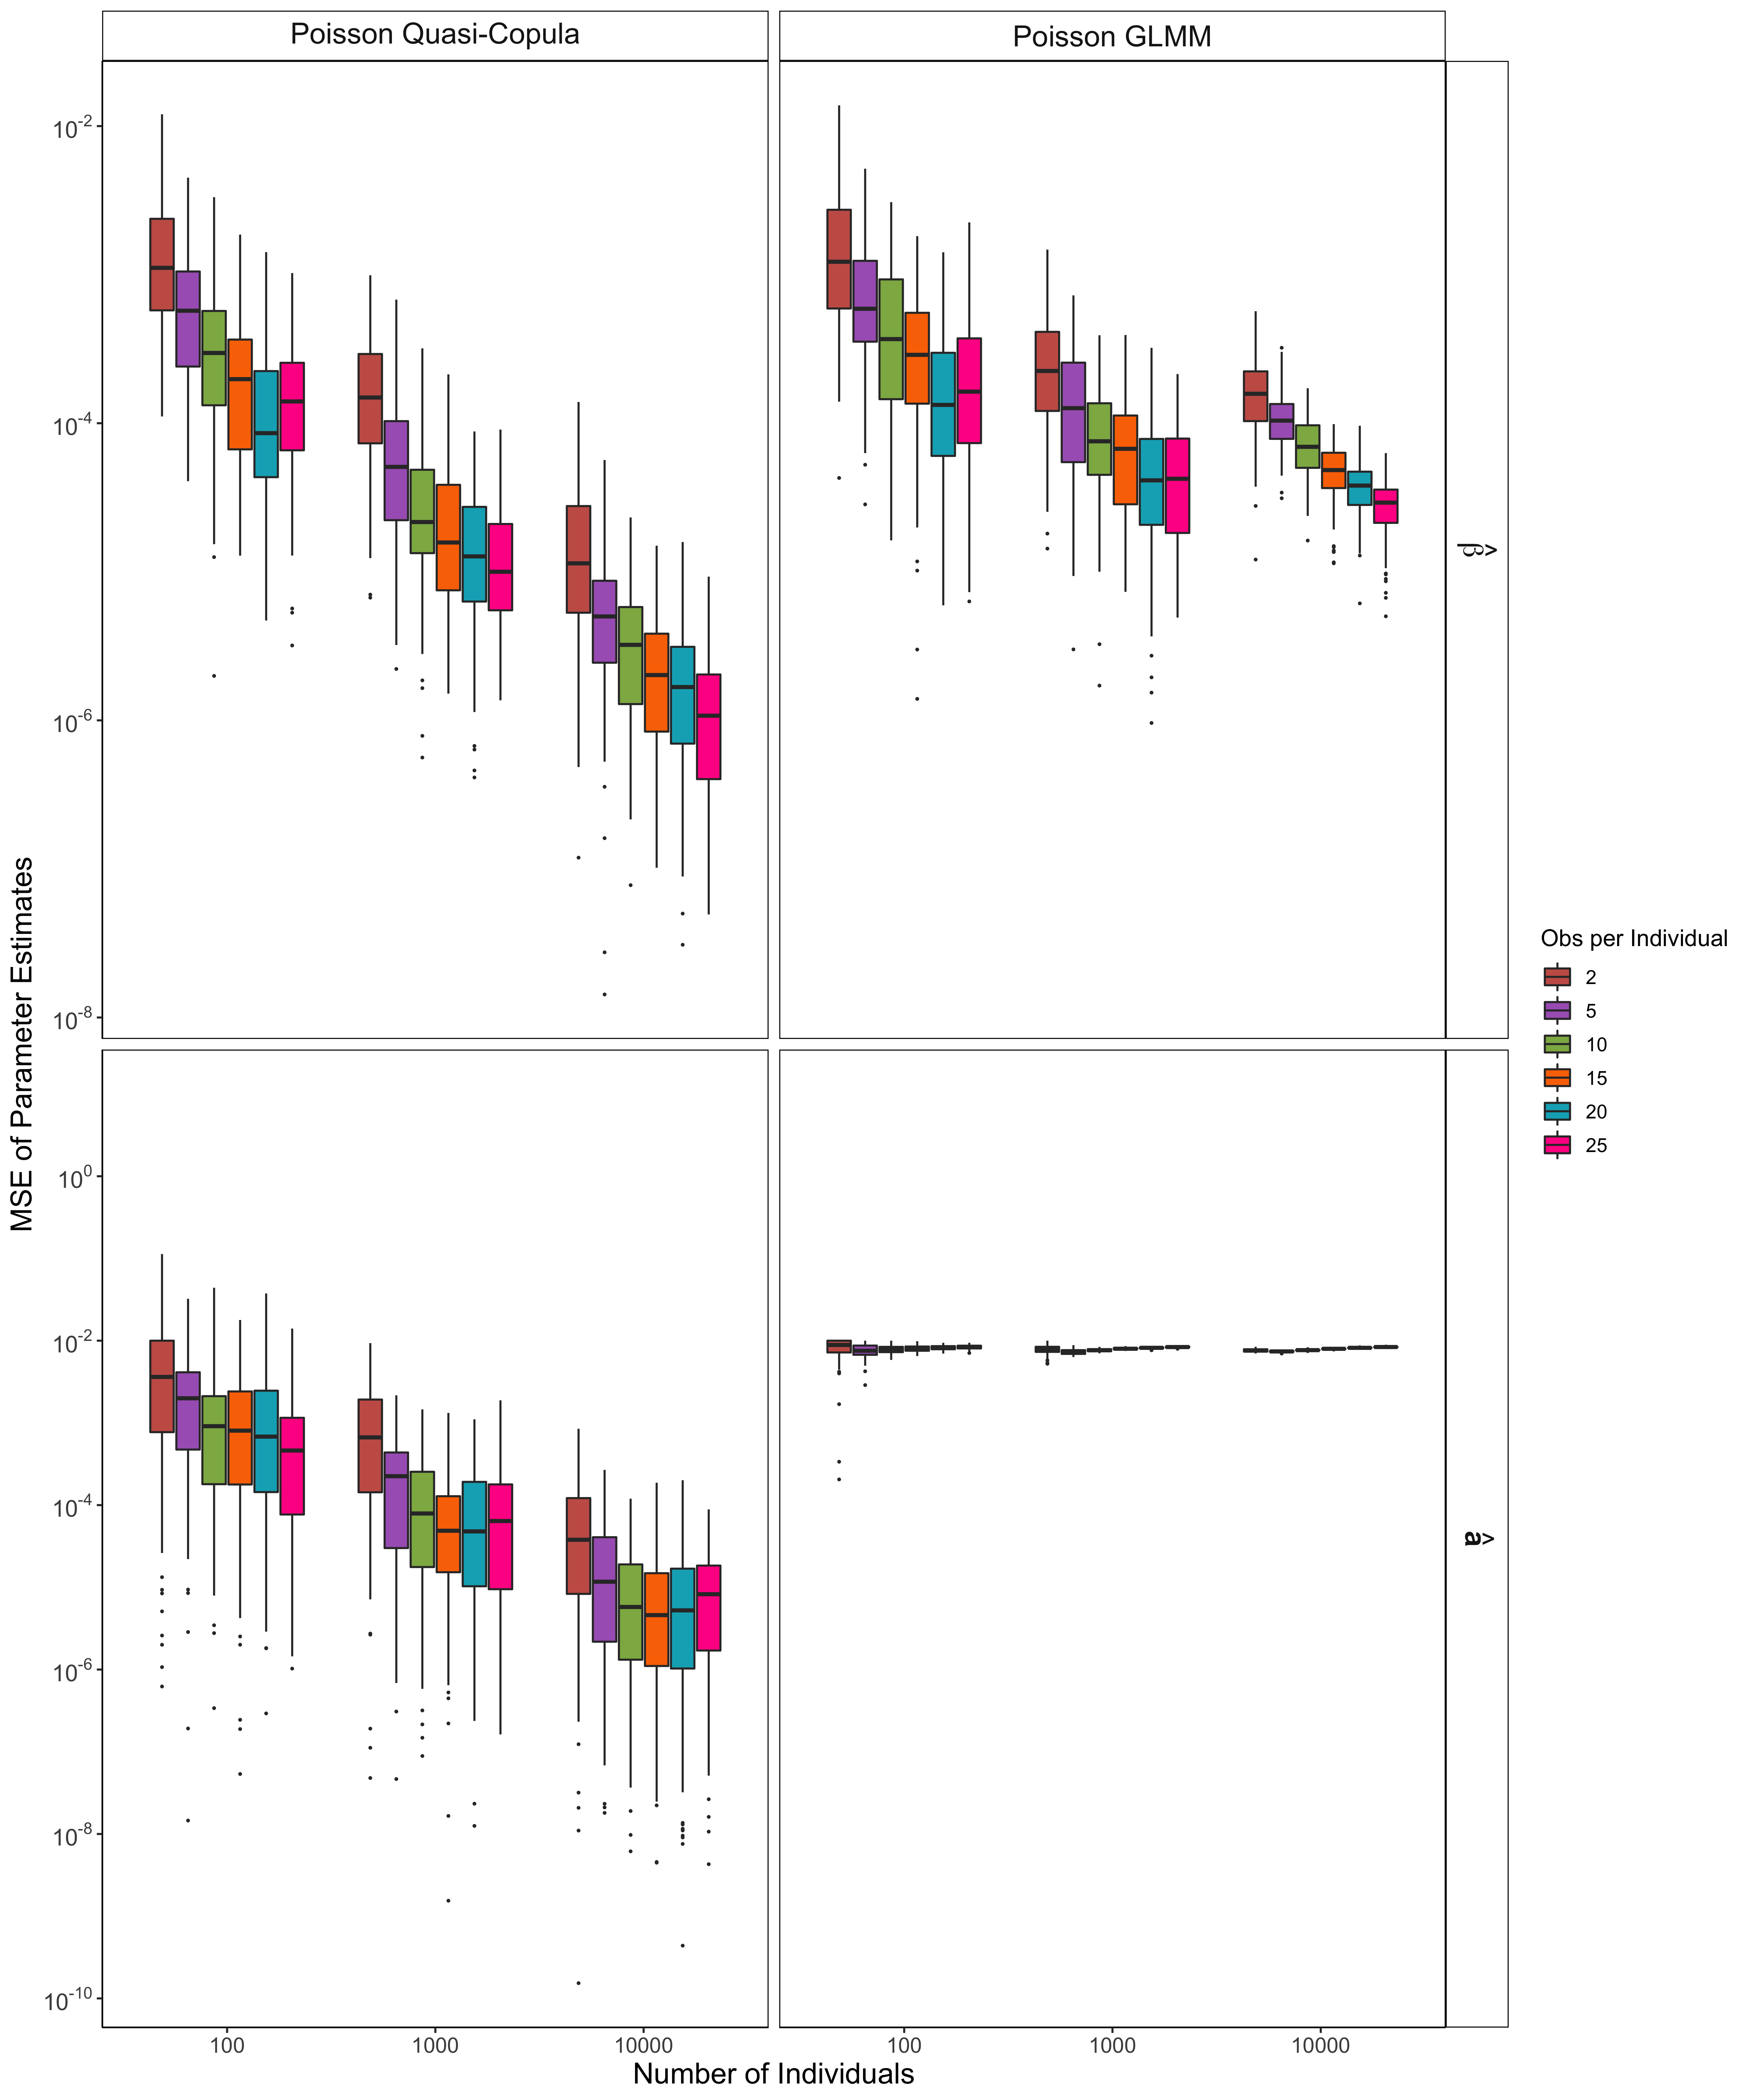 Poisson Quasi-Copula
Poisson GLMM
10⁻²
10⁻⁴
10⁻⁶
10⁻⁸
β̂
MSE of Parameter Estimates
10⁰
10⁻²
10⁻⁴
10⁻⁶
10⁻⁸
10⁻¹⁰
â
100 1000 10000
100 1000 10000
Number of Individuals
Obs per Individual
2
5
10
15
20
25